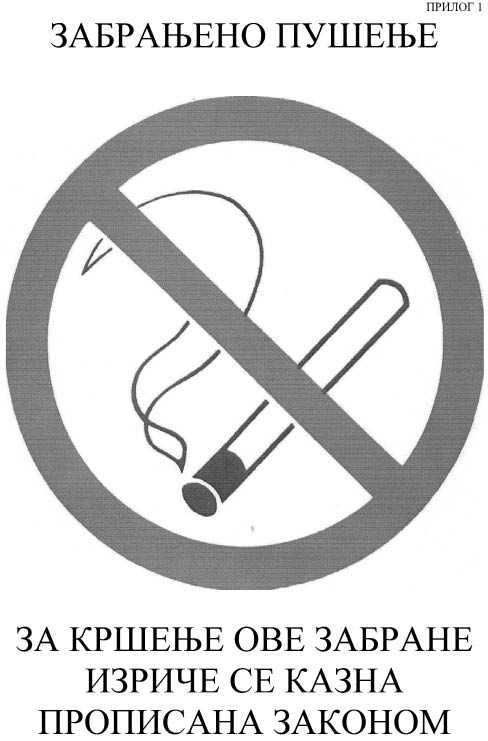 ПРИЛОГ 1
ЗАБРАЊЕНО ПУШЕЊЕ
ЗА КРШЕЊЕ ОВЕ ЗАБРАНЕ
ИЗРИЧЕ СЕ КАЗНА
ПРОПИСАНА ЗАКОНОМ